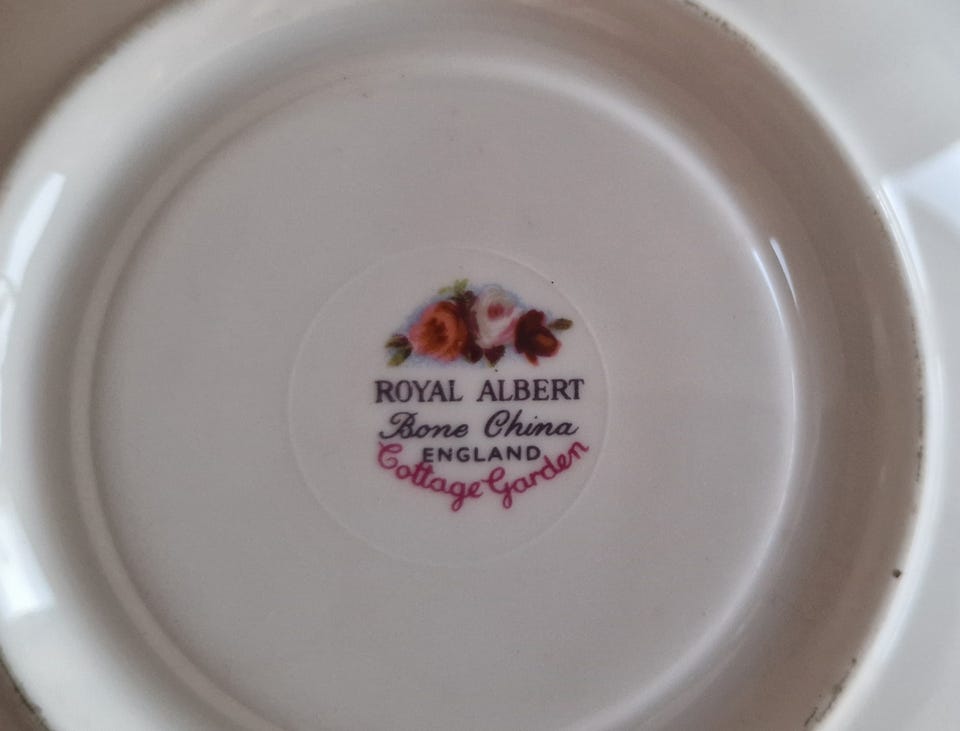 ROYAL ALBERT
Bone China
ENGLAND
Cottage Garden